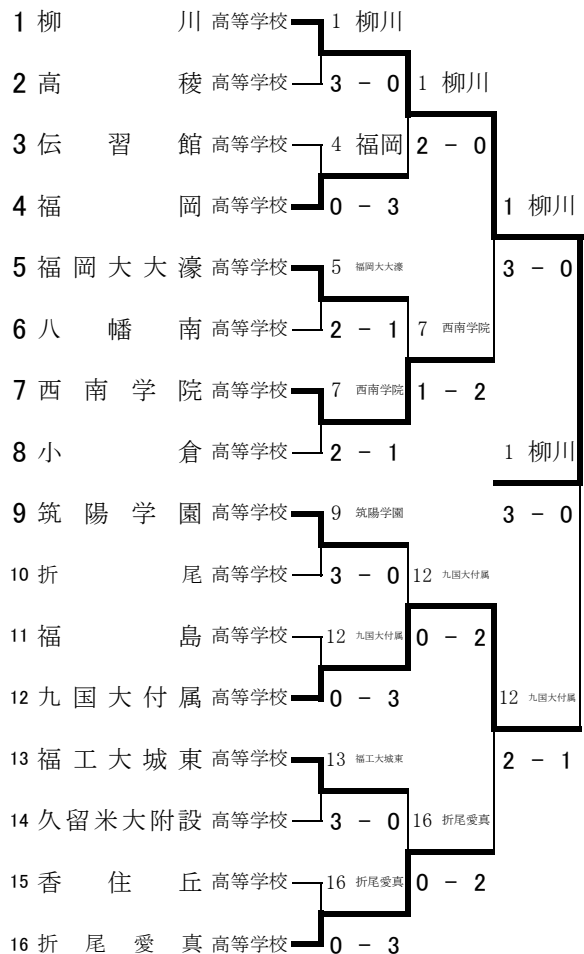 1 柳 川 高等学校 1 柳川
2 高 稜 高等学校 3 - 0 1 柳川
3 伝 習 館 高等学校 4 福岡 2 - 0
4 福 岡 高等学校 0 - 3 1 柳川
5 福岡大大濠 高等学校 5 福岡大大濠 3 - 0
6 八 幡 南 高等学校 2 - 1 7 西南学院
7 西 南 学 院 高等学校 7 西南学院 1 - 2
8 小 倉 高等学校 2 - 1 1 柳川
9 筑 陽 学 園 高等学校 9 筑陽学園 3 - 0
10 折 尾 高等学校 3 - 0 12 九国大付属
11 福 島 高等学校 12 九国大付属 0 - 2
12 九国大付属 高等学校 0 - 3 12 九国大付属
13 福工大城東 高等学校 13 福工大城東 2 - 1
14 久留米大附設 高等学校 3 - 0 16 折尾愛真
15 香 住 丘 高等学校 16 折尾愛真 0 - 2
16 折 尾 愛 真 高等学校 0 - 3